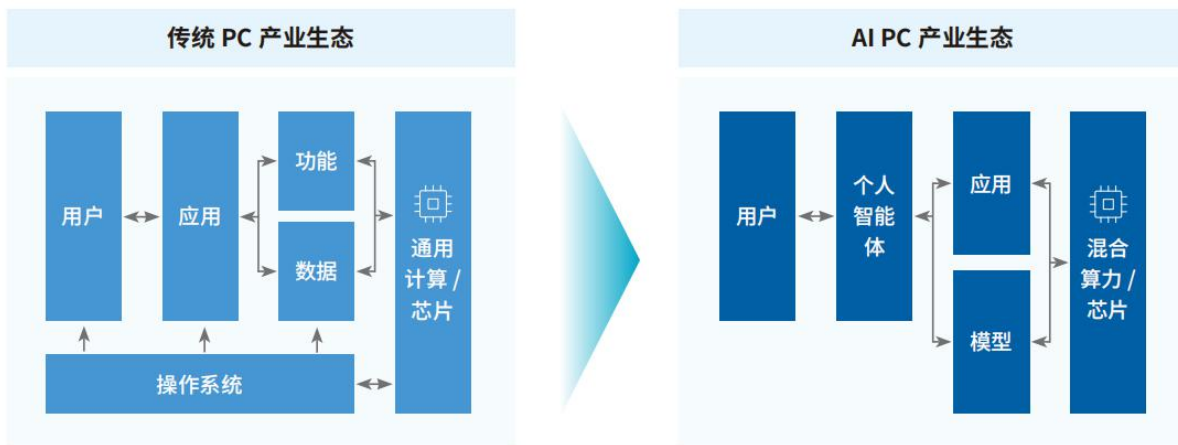 传统 PC 产业生态
用户
应用
功能
数据
通用
计算 /
芯片
操作系统
AI PC 产业生态
用户
个人
智能
体
应用
模型
混合
算力 /
芯片